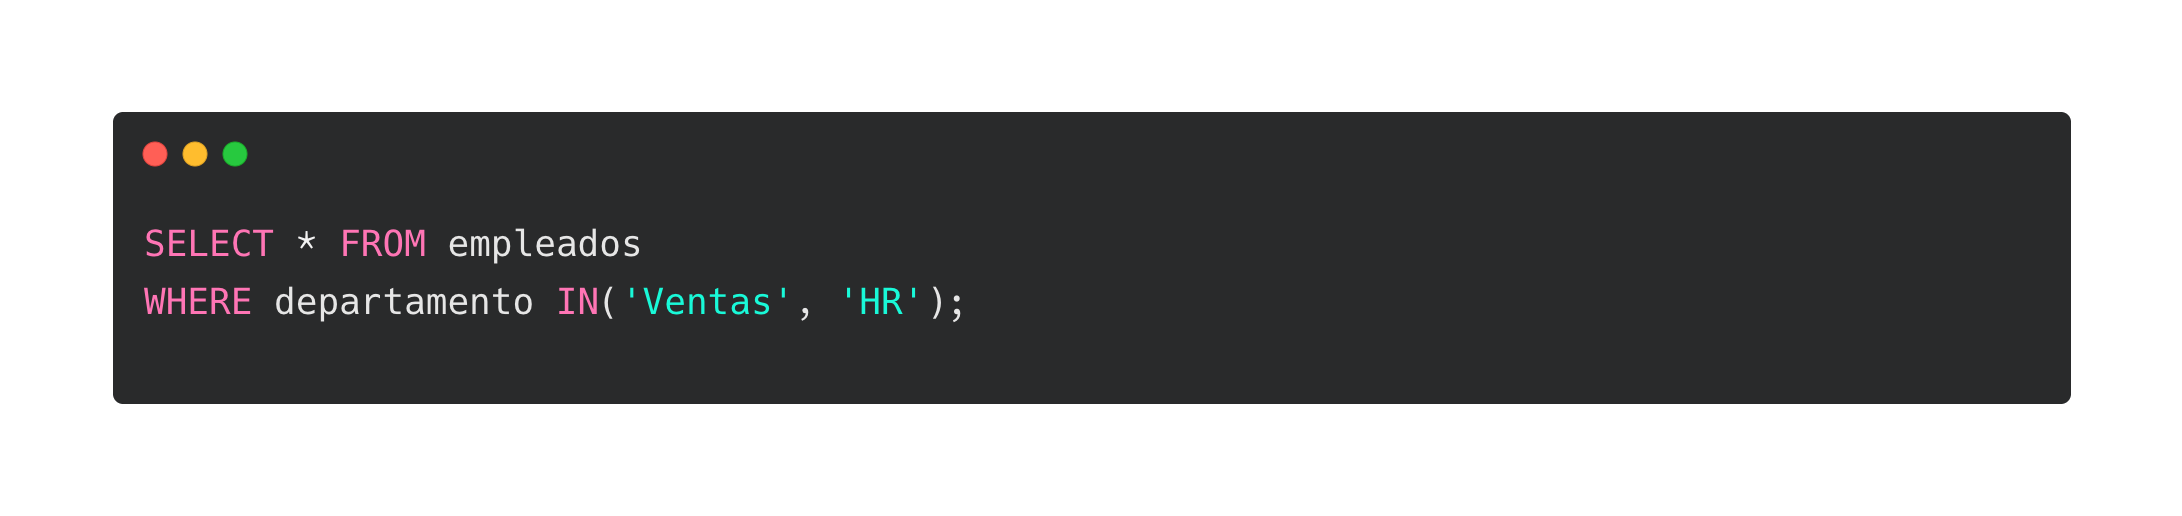 SELECT * FROM empleados
WHERE departamento IN('Ventas', 'HR');